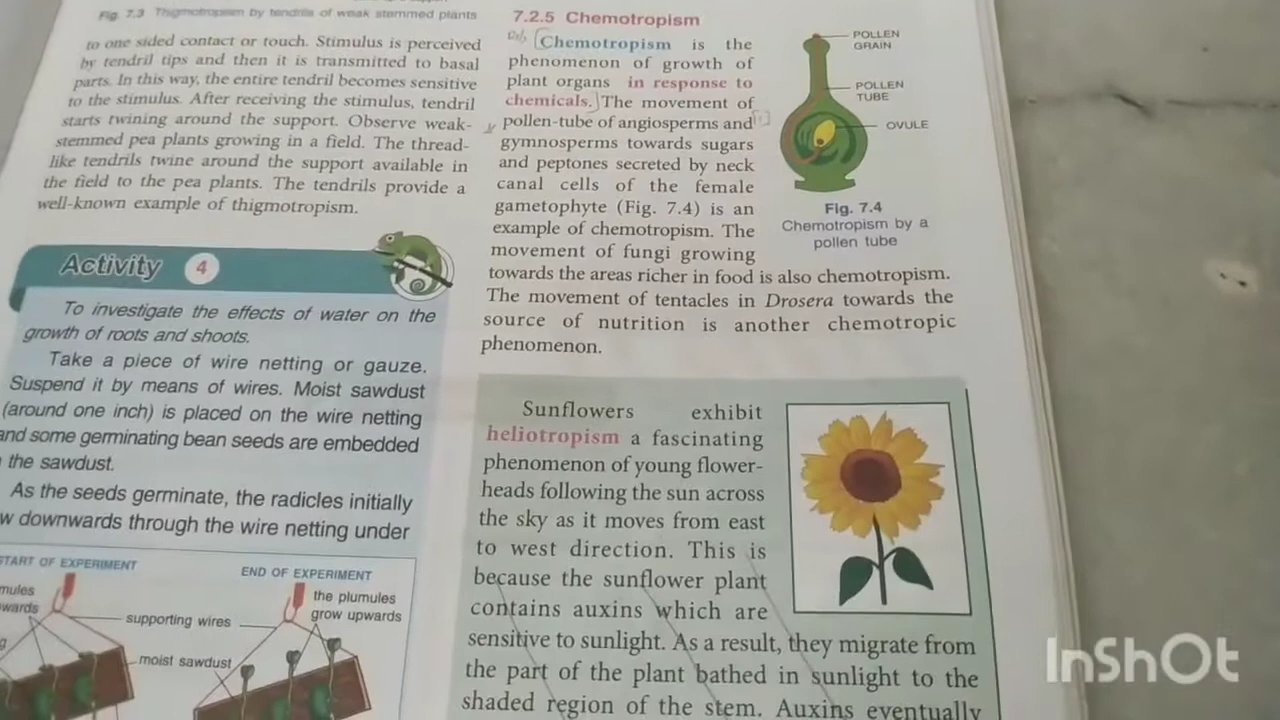 Fig. 7.3 Thigmotropism by tendrils of weak stemmed plants
to one sided contact or touch. Stimulus is perceived
by tendril tips and then it is transmitted to basal
parts. In this way, the entire tendril becomes sensitive
to the stimulus. After receiving the stimulus, tendril
starts twining around the support. Observe weak-
stemmed pea plants growing in a field. The thread-
like tendrils twine around the support available in
the field to the pea plants. The tendrils provide a
well-known example of thigmotropism.
Activity 4
To investigate the effects of water on the
growth of roots and shoots.
Take a piece of wire netting or gauze.
Suspend it by means of wires. Moist sawdust
(around one inch) is placed on the wire netting
and some germinating bean seeds are embedded
the sawdust.
As the seeds germinate, the radicles initially
w downwards through the wire netting under
START OF EXPERIMENT
END OF EXPERIMENT
mules
wards
supporting wires
the plumules
grow upwards
g
moist sawdust
7.2.5 Chemotropism
Chemotropism is the
phenomenon of growth of
plant organs in response to
chemicals. The movement of
pollen-tube of angiosperms and
gymnosperms towards sugars
and peptones secreted by neck
canal cells of the female
gametophyte (Fig. 7.4) is an
example of chemotropism. The
movement of fungi growing
towards the areas richer in food is also chemotropism.
The movement of tentacles in Drosera towards the
source of nutrition is another chemotropic
phenomenon.
POLLEN
GRAIN
POLLEN
TUBE
OVULE
Fig. 7.4
Chemotropism by a
pollen tube
Sunflowers exhibit
heliotropism a fascinating
phenomenon of young flower-
heads following the sun across
the sky as it moves from east
to west direction. This is
because the sunflower plant
contains auxins which are
sensitive to sunlight. As a result, they migrate from
the part of the plant bathed in sunlight to the
shaded region of the stem. Auxins eventually
InShOt